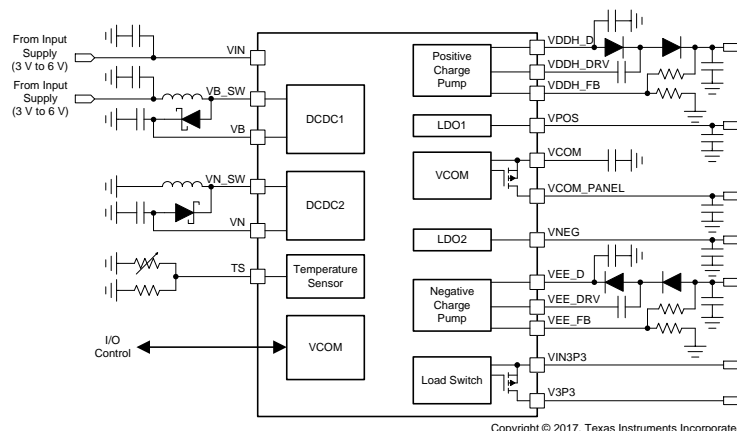 From Input
Supply
(3 V to 6 V)
VIN
From Input
Supply
(3 V to 6 V)
VB_SW
VB
DCDC1
VN_SW
VN
DCDC2
TS
Temperature
Sensor
I/O
Control
VCOM
Positive
Charge
Pump
VDDH_D
VDDH_DRV
VDDH_FB
LDO1
VPOS
VCOM
VCOM
VCOM_PANEL
LDO2
VNEG
Negative
Charge
Pump
VEE_D
VEE_DRV
VEE_FB
Load Switch
VIN3P3
V3P3
Copyright © 2017, Texas Instruments Incorporate